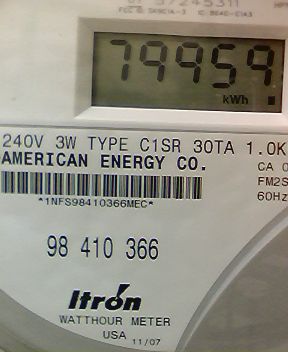 79959
kWh
240V 3W TYPE C1SR 30TA 1.0K
AMERICAN ENERGY CO.
CA 0
FM2S
60Hz
*1NFS98410366MEC*
98 410 366
Itron
WATTHOUR METER
USA 11/07